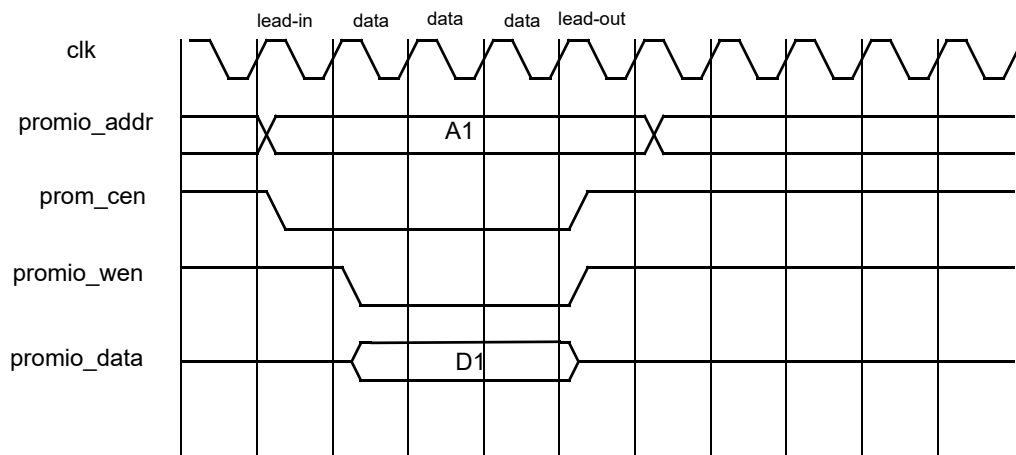 lead-in data data data lead-out
clk
promio_addr
A1
prom_cen
promio_wen
promio_data
D1